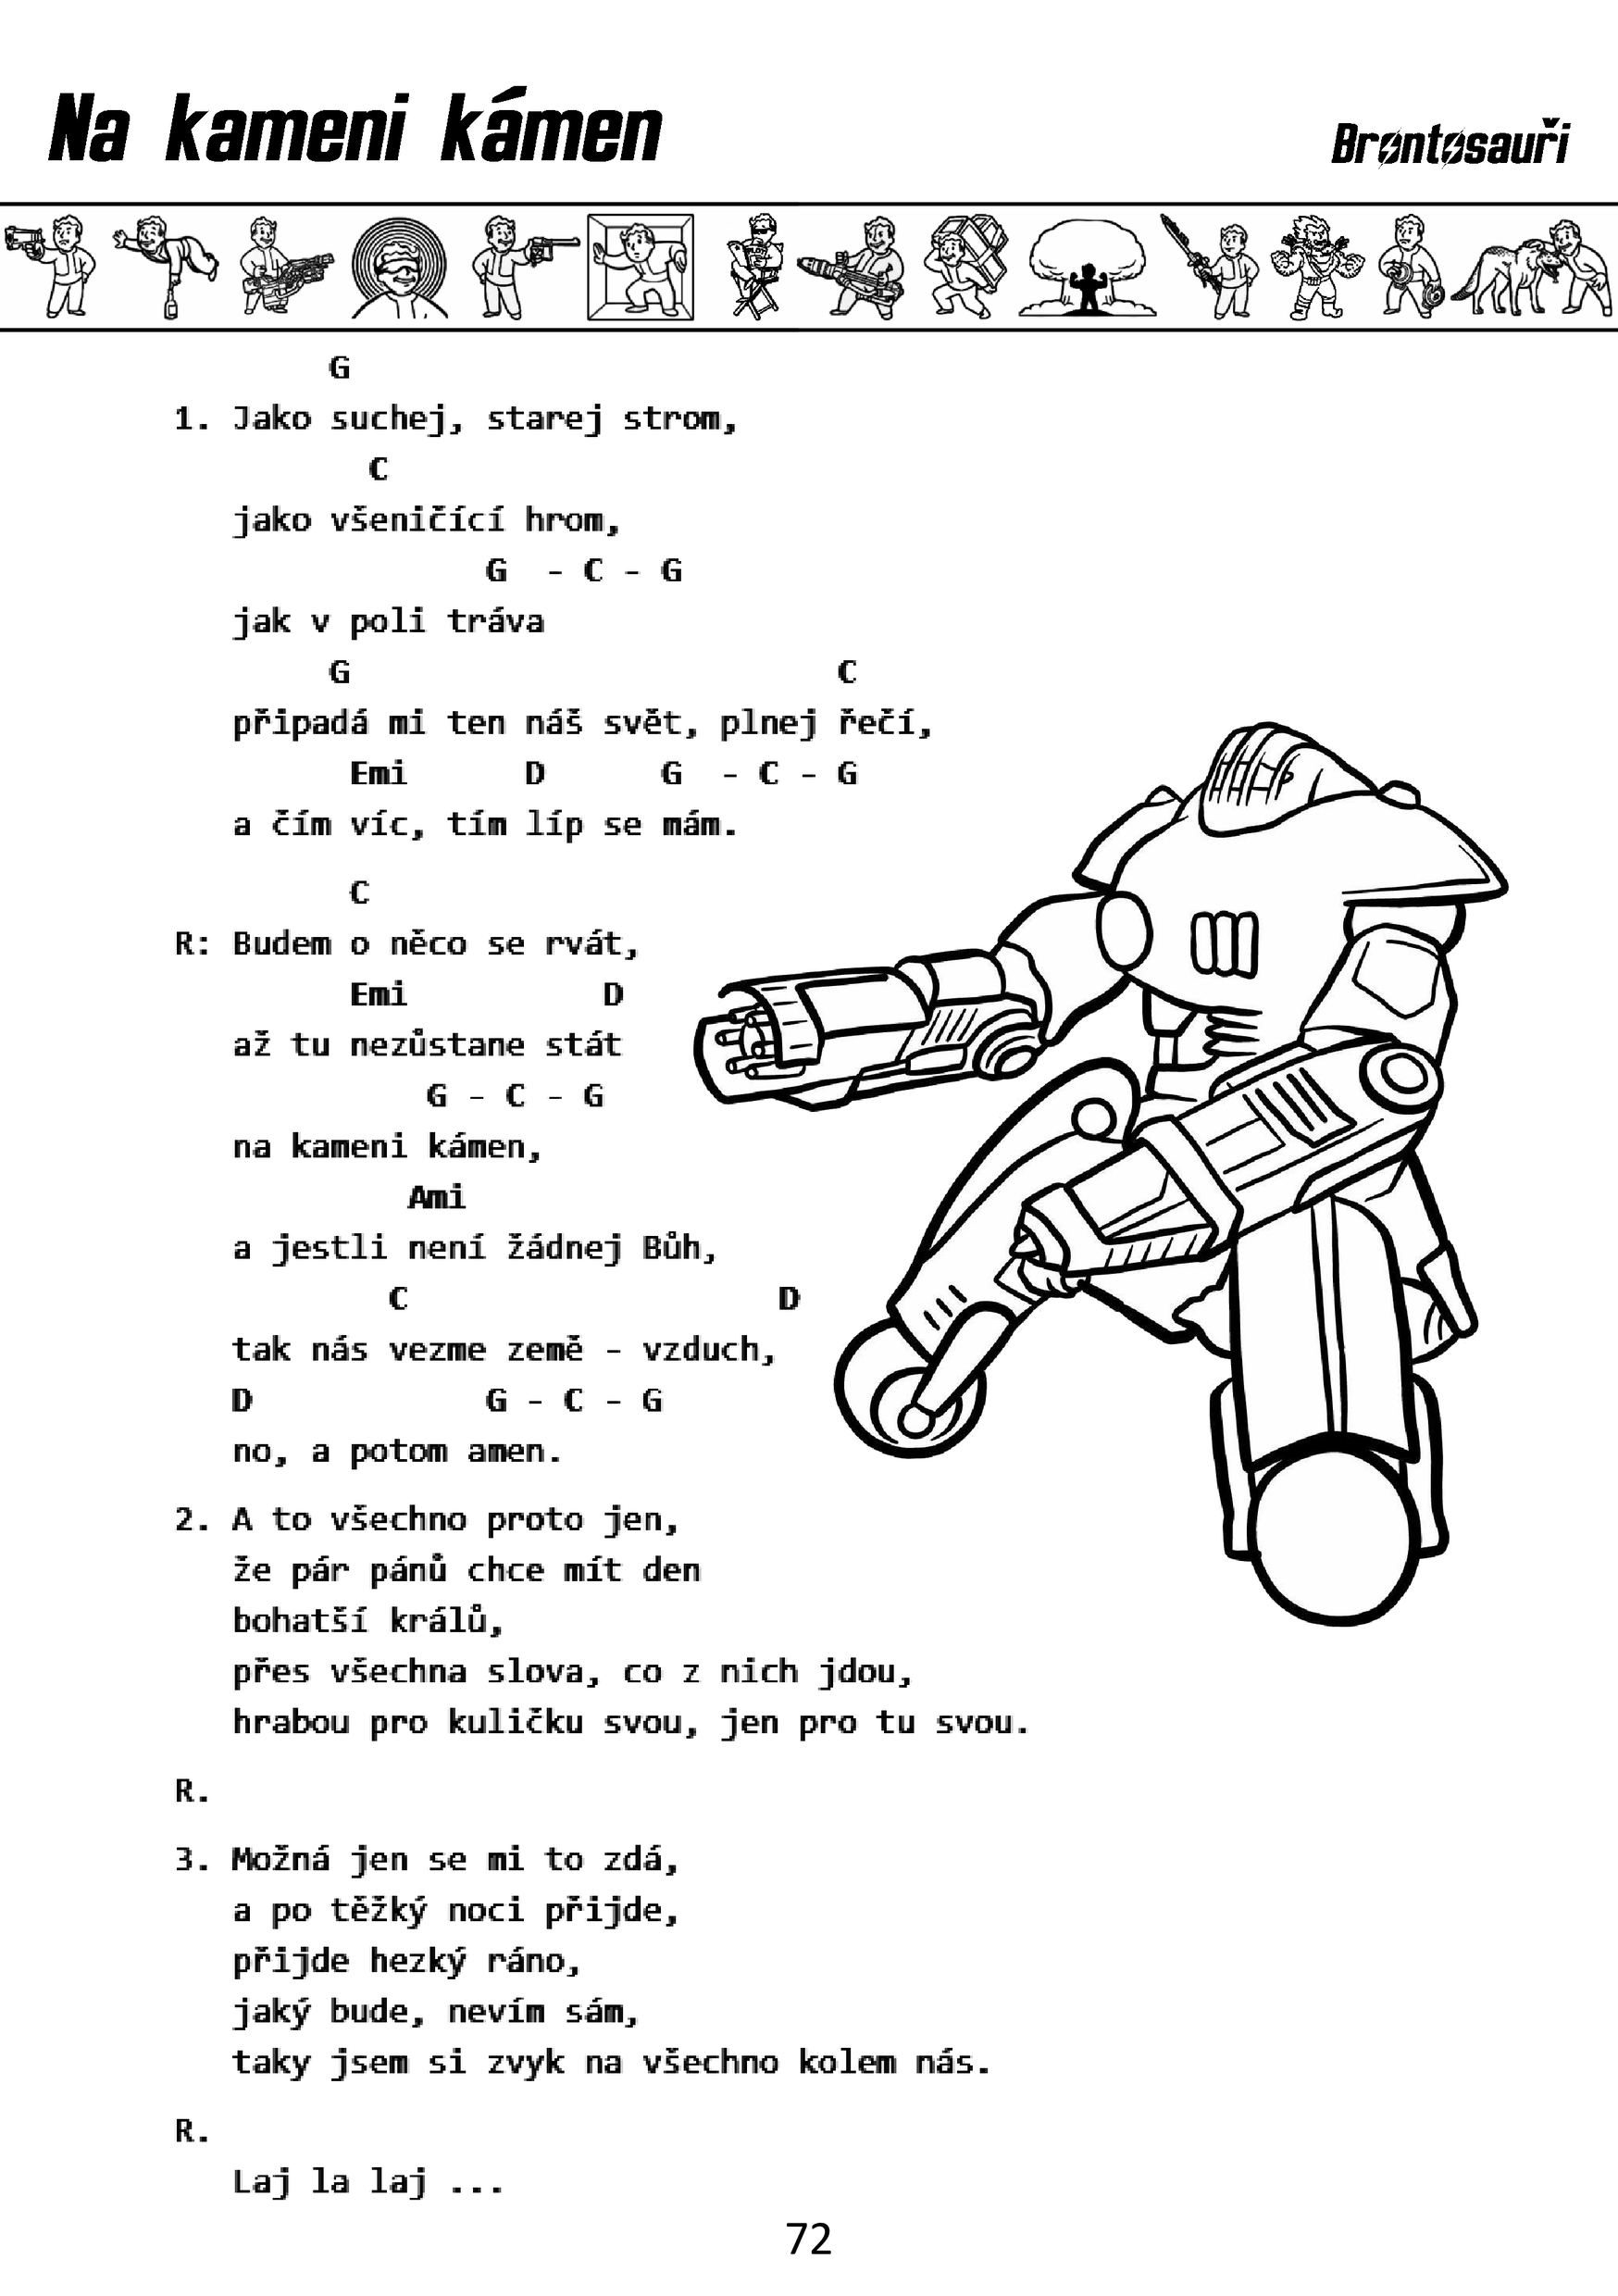 Na kameni kámen
Brontosauři
G
1. Jako suchej, starej strom,
C
jako všeničící hrom,
G - C - G
jak v poli tráva
G C
připadá mi ten náš svět, plnej řečí,
Emi D G - C - G
a čím víc, tím líp se mám.
C
R: Budem o něco se rvát,
Emi D
až tu nezůstane stát
G - C - G
na kameni kámen,
Ami
a jestli není žádnej Bůh,
C D
tak nás vezme země - vzduch,
D G - C - G
no, a potom amen.
2. A to všechno proto jen,
že pár pánů chce mít den
bohatší králů,
přes všechna slova, co z nich jdou,
hrabou pro kuličku svou, jen pro tu svou.
R.
3. Možná jen se mi to zdá,
a po těžký noci přijde,
přijde hezký ráno,
jaký bude, nevím sám,
taky jsem si zvyk na všechno kolem nás.
R.
Laj la laj ...
72